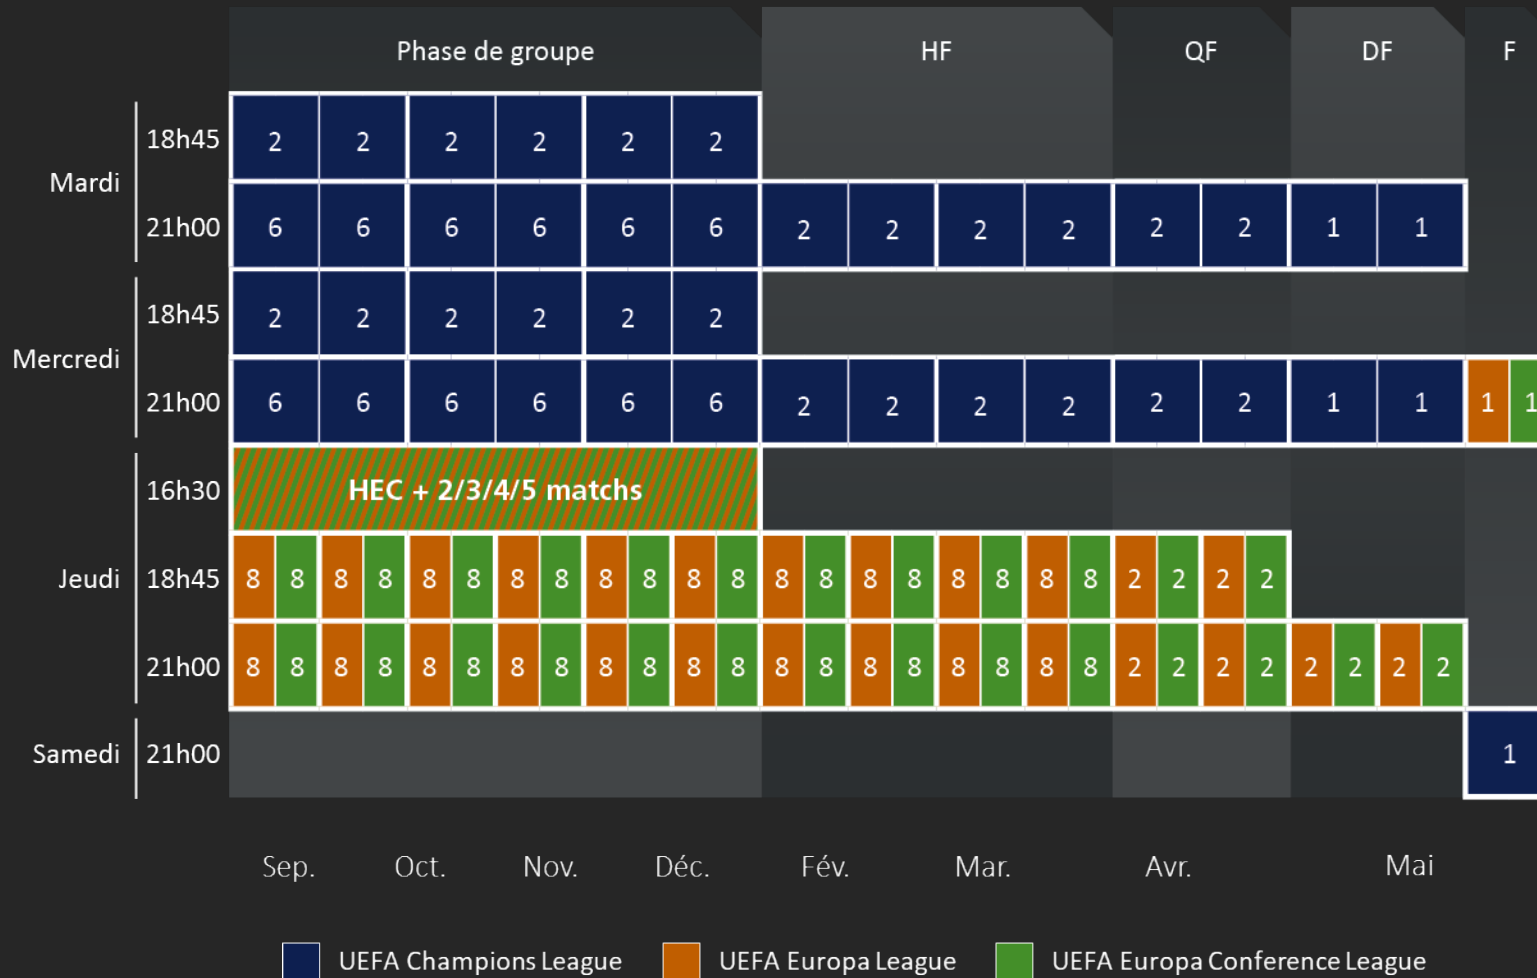 Phase de groupe HF QF DF F
Mardi
18h45 2 2 2 2 2 2
21h00 6 6 6 6 6 6 2 2 2 2 2 2 1 1
Mercredi
18h45 2 2 2 2 2 2
21h00 6 6 6 6 6 6 2 2 2 2 2 2 1 1 1 1
Jeudi
16h30 HEC + 2/3/4/5 matchs
18h45 8 8 8 8 8 8 8 8 8 8 8 8 8 8 8 8 8 8 8 8 2 2 2 2
21h00 8 8 8 8 8 8 8 8 8 8 8 8 8 8 8 8 8 8 8 8 2 2 2 2 2 2 2 2
Samedi
21h00 1
Sep. Oct. Nov. Déc. Fév. Mar. Avr. Mai
UEFA Champions League UEFA Europa League UEFA Europa Conference League